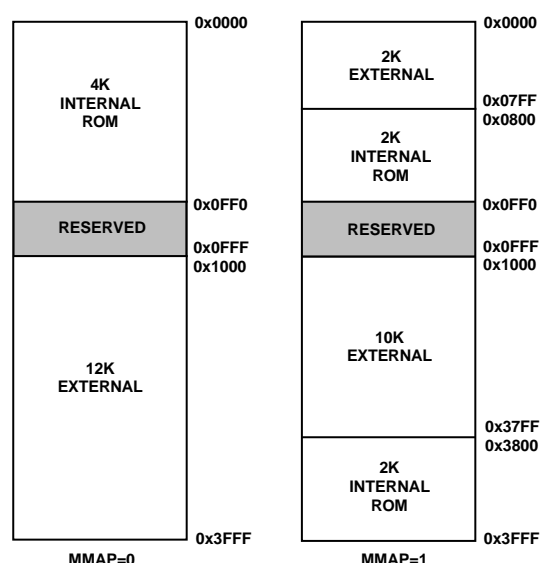 0x0000
4K
INTERNAL
ROM
0x0FF0
RESERVED
0x0FFF
0x1000
12K
EXTERNAL
0x3FFF
MMAP=0
0x0000
2K
EXTERNAL
0x07FF
0x0800
2K
INTERNAL
ROM
0x0FF0
RESERVED
0x0FFF
0x1000
10K
EXTERNAL
0x37FF
0x3800
2K
INTERNAL
ROM
0x3FFF
MMAP=1